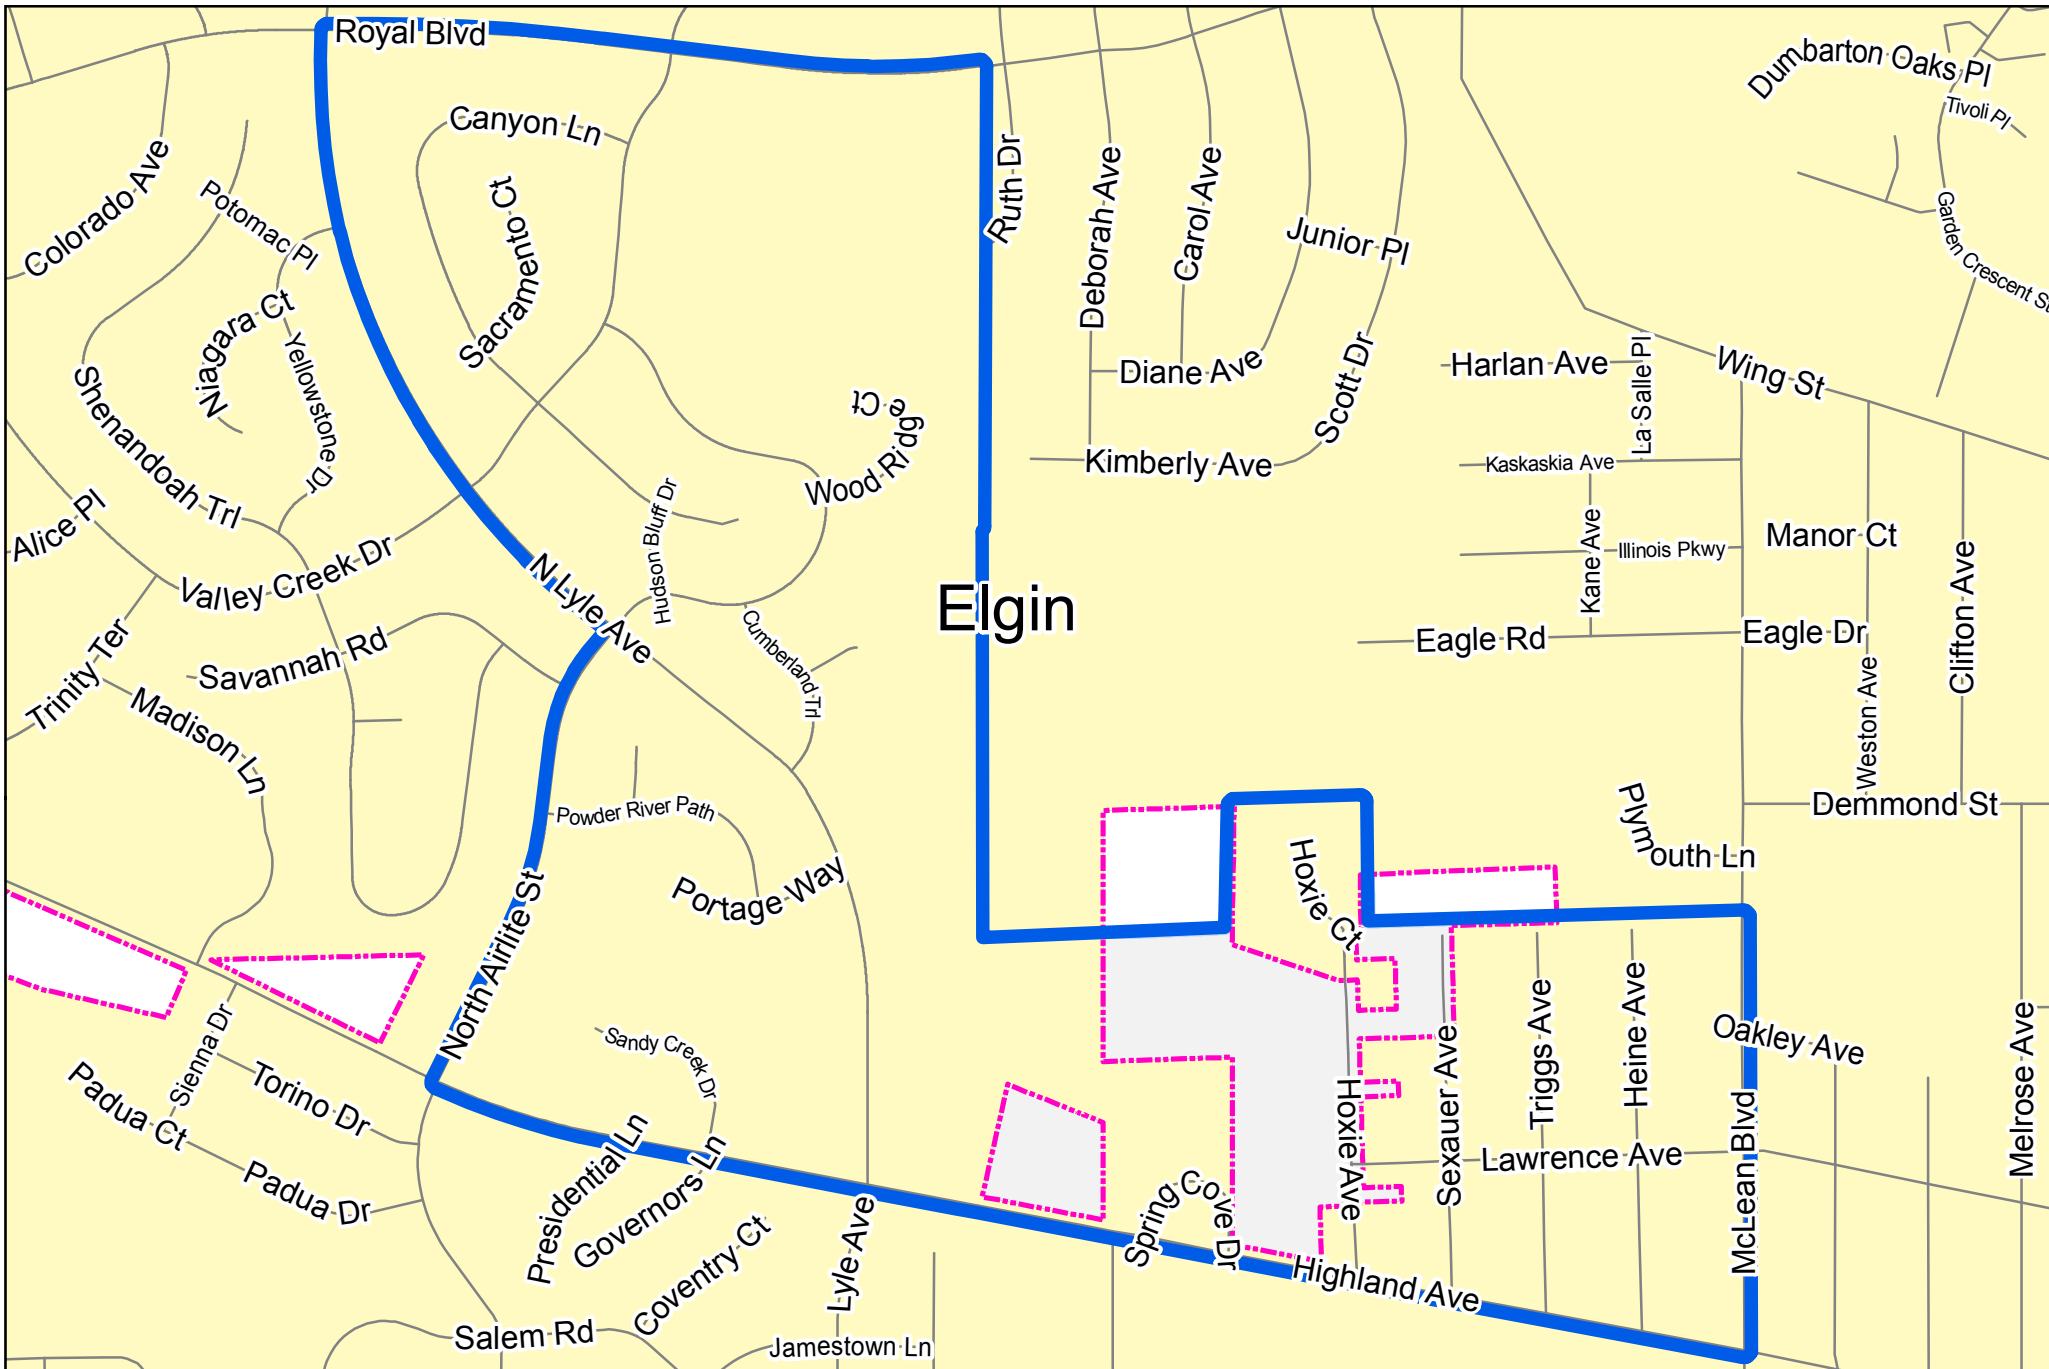 Royal Blvd
Dumbarton Oaks Pl
Tivoli Pl
Canyon Ln
Colorado Ave
Potomac Pl
Sacramento Ct
Ruth Dr
Deborah Ave
Carol Ave
Junior Pl
Garden Crescent St
Niagara Ct
Yellowstone Dr
Shenandoah Trl
Diane Ave
Scott Dr
Harlan Ave
La Salle Pl
Wing St
Wood Ridge Ct
Kimberly Ave
Kaskaskia Ave
Alice Pl
Valley Creek Dr
Hudson Bluff Dr
Kane Ave
Illinois Pkwy
Manor Ct
Clifton Ave
N Lyle Ave
Elgin
Trinity Ter
Savannah Rd
Cumberland Trl
Eagle Rd
Eagle Dr
Weston Ave
Madison Ln
Powder River Path
Plymouth Ln
Demmond St
Portage Way
Hoxie Ct
North Airlite St
Sienna Dr
Sandy Creek Dr
Triggs Ave
Heine Ave
Oakley Ave
Melrose Ave
Padua Ct
Torino Dr
Hoxie Ave
Sexauer Ave
Lawrence Ave
McLean Blvd
Padua Dr
Presidential Ln
Governors Ln
Coventry Ct
Lyle Ave
Spring Cove Dr
Highland Ave
Salem Rd
Jamestown Ln